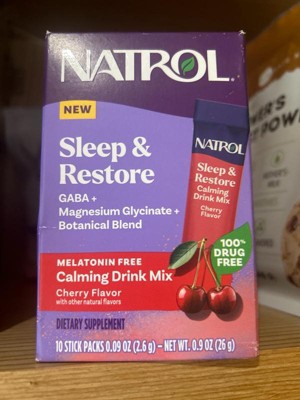 NATROL
NEW
Sleep &
Restore
GABA +
Magnesium Glycinate +
Botanical Blend
MELATONIN FREE
Calming Drink Mix
Cherry Flavor
with other natural flavors
DIETARY SUPPLEMENT
10 STICK PACKS 0.09 OZ (2.6 g) – NET WT. 0.9 OZ (26 g)
NATROL
Sleep &
Restore
Calming
Drink Mix
Cherry
Flavor
100%
DRUG
FREE